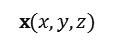 x(x, y, z)